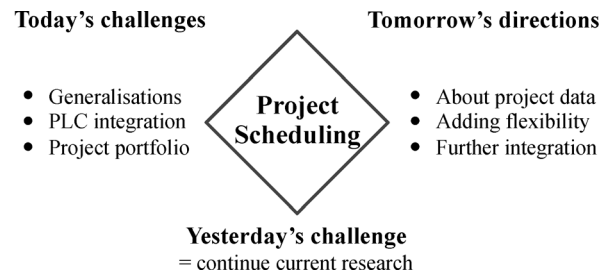 Today's challenges
• Generalisations
• PLC integration
• Project portfolio
Project
Scheduling
Tomorrow's directions
• About project data
• Adding flexibility
• Further integration
Yesterday's challenge
= continue current research